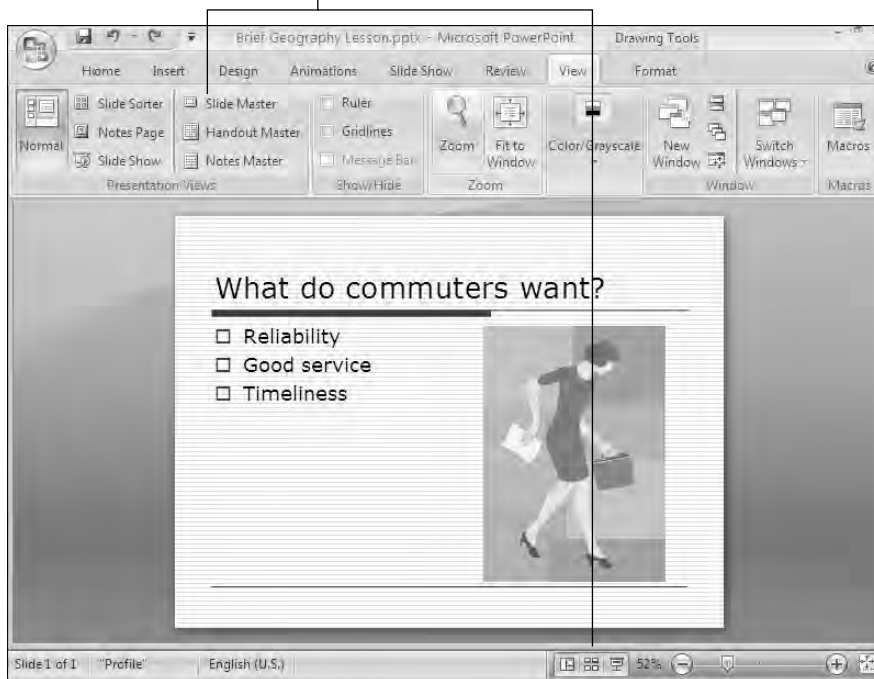 Brief Geography Lesson.pptx - Microsoft PowerPoint Drawing Tools
Home Insert Design Animations Slide Show Review View Format
Normal
Slide Sorter
Notes Page
Slide Show
Slide Master
Handout Master
Notes Master
Presentation Views
Ruler
Gridlines
Message Bar
Show/Hide
Zoom
Fit to
Window
Zoom
Color/Grayscale
New
Window
Switch
Windows
Window
Macros
Macros
What do commuters want?
Reliability
Good service
Timeliness
Slide 1 of 1 "Profile" English (U.S.) 52%